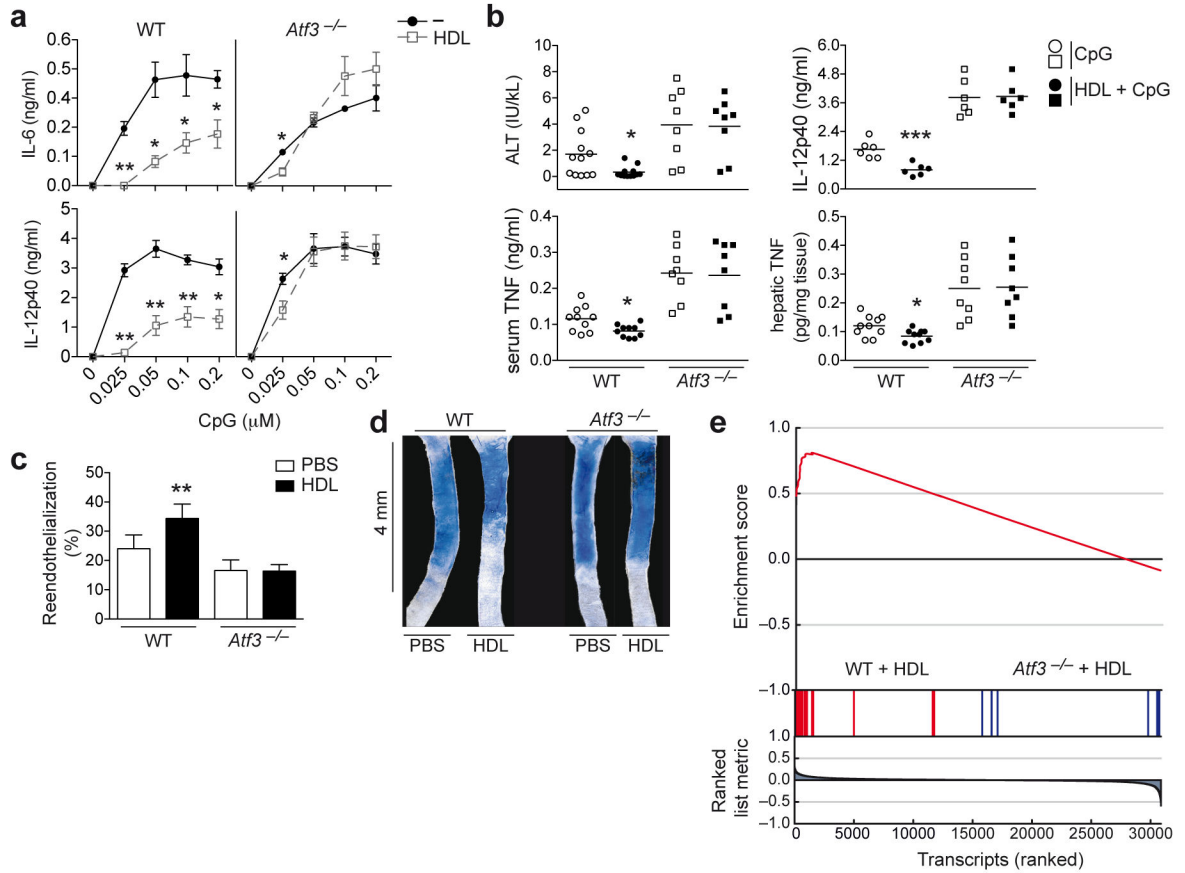 a
WT
Atf3 –/–
–
HDL
IL-6 (ng/ml)
0.6
0.4
0.2
0.1
0.0
**
*
*
*
*
IL-12p40 (ng/ml)
5
4
3
2
1
0
**
**
**
*
*
0
0.025
0.05
0.1
0.2
0
0.025
0.05
0.1
0.2
CpG (µM)
b
CpG
HDL + CpG
ALT (IU/kL)
10
8
6
4
2
0
*
IL-12p40 (ng/ml)
6.0
4.8
3.6
2.4
1.2
0.0
***
serum TNF (ng/ml)
0.4
0.3
0.2
0.1
0.0
*
WT
Atf3 –/–
hepatic TNF
(pg/mg tissue)
0.5
0.4
0.3
0.2
0.1
0.0
*
WT
Atf3 –/–
c
PBS
HDL
Reendothelialization
(%)
50
40
30
20
10
0
**
WT
Atf3 –/–
d
WT
Atf3 –/–
4 mm
PBS
HDL
PBS
HDL
e
Enrichment score
1.0
0.5
0.0
–0.5
–1.0
WT + HDL
Atf3 –/– + HDL
Ranked
list metric
1.0
0.5
0.0
–0.5
–1.0
0
5000
10000
15000
20000
25000
30000
Transcripts (ranked)